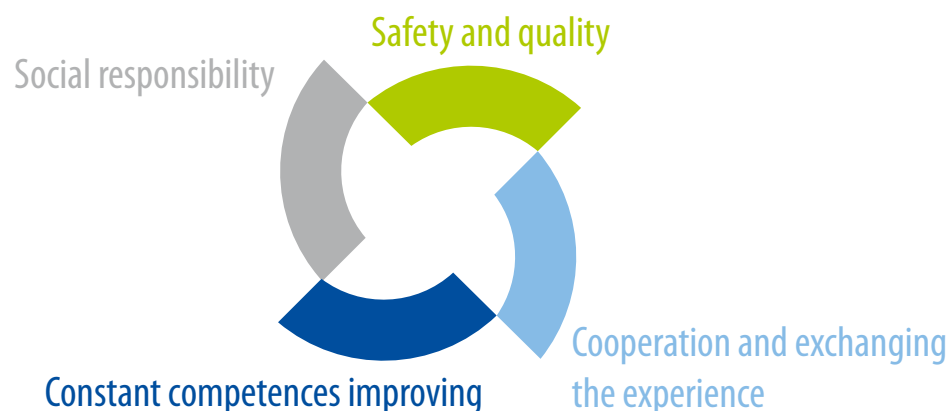 Safety and quality
Social responsibility
Cooperation and exchanging
the experience
Constant competences improving